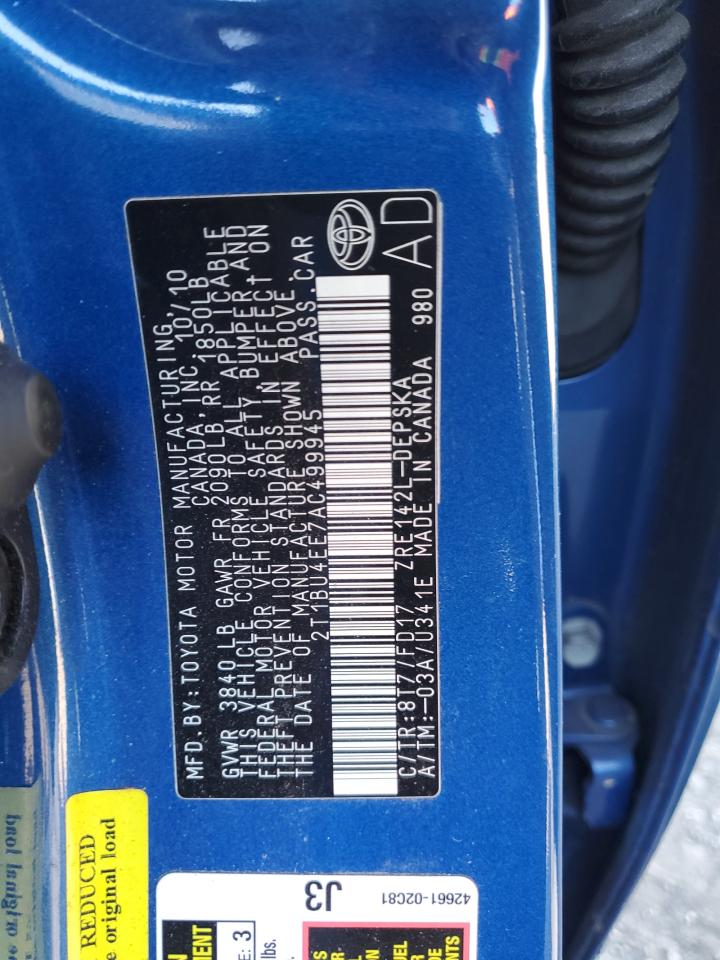 MFD.BY:TOYOTA MOTOR MANUFACTURING,
CANADA, INC. 10/10
GVWR 3840 LB GAWR FR 2090LB RR 1850LB
THIS VEHICLE CONFORMS TO ALL APPLICABLE
FEDERAL MOTOR VEHICLE SAFETY, BUMPER, AND
THEFT PREVENTION STANDARDS IN EFFECT ON
THE DATE OF MANUFACTURE SHOWN ABOVE.
2T1BU4EE7AC499945 PASS.CAR
C/TR:8T7/FD17 ZRE142L-DEPSKA
A/TM:-03A/U341E MADE IN CANADA 980
AD
REDUCED
e original load
J3
42661-02C81
E: 3
lbs.